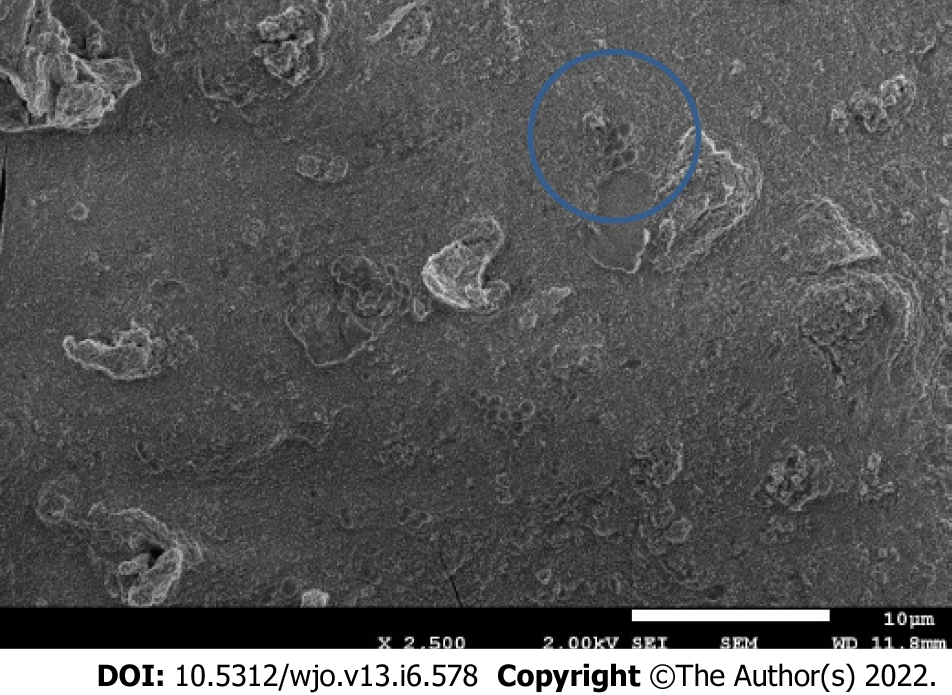 10µm
X 2,500 2.00kV SEI SEM WD 11.8mm
DOI: 10.5312/wjo.v13.i6.578 Copyright ©The Author(s) 2022.